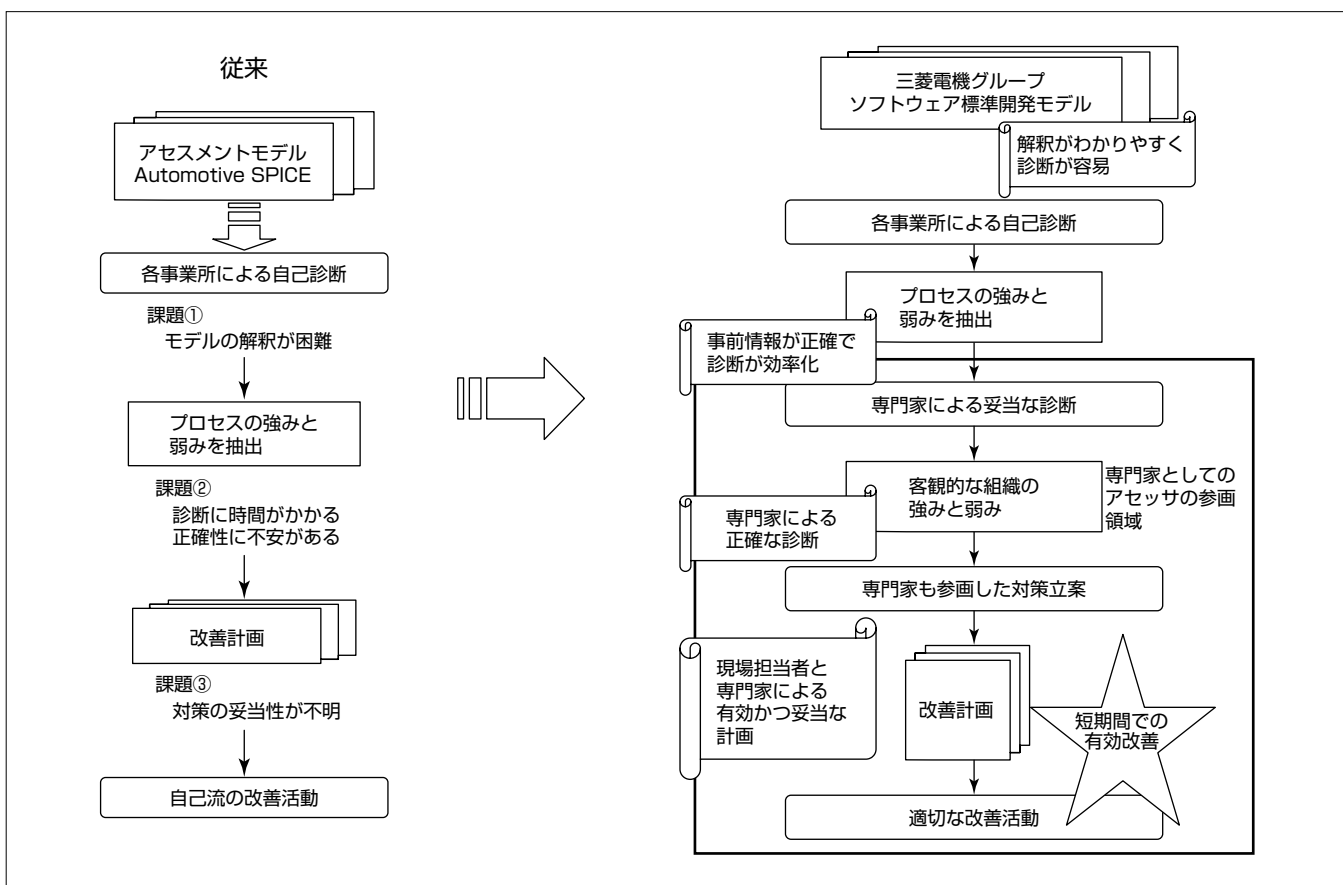 従来
アセスメントモデル
Automotive SPICE
各事業所による自己診断
課題①
モデルの解釈が困難
プロセスの強みと
弱みを抽出
課題②
診断に時間がかかる
正確性に不安がある
改善計画
課題③
対策の妥当性が不明
自己流の改善活動
三菱電機グループ
ソフトウェア標準開発モデル
解釈がわかりやすく
診断が容易
各事業所による自己診断
プロセスの強みと
弱みを抽出
事前情報が正確で
診断が効率化
専門家による妥当な診断
客観的な組織の
強みと弱み
専門家としての
アセッサの参画
領域
専門家による
正確な診断
専門家も参画した対策立案
現場担当者と
専門家による
有効かつ妥当な
計画
改善計画
短期間での
有効改善
適切な改善活動